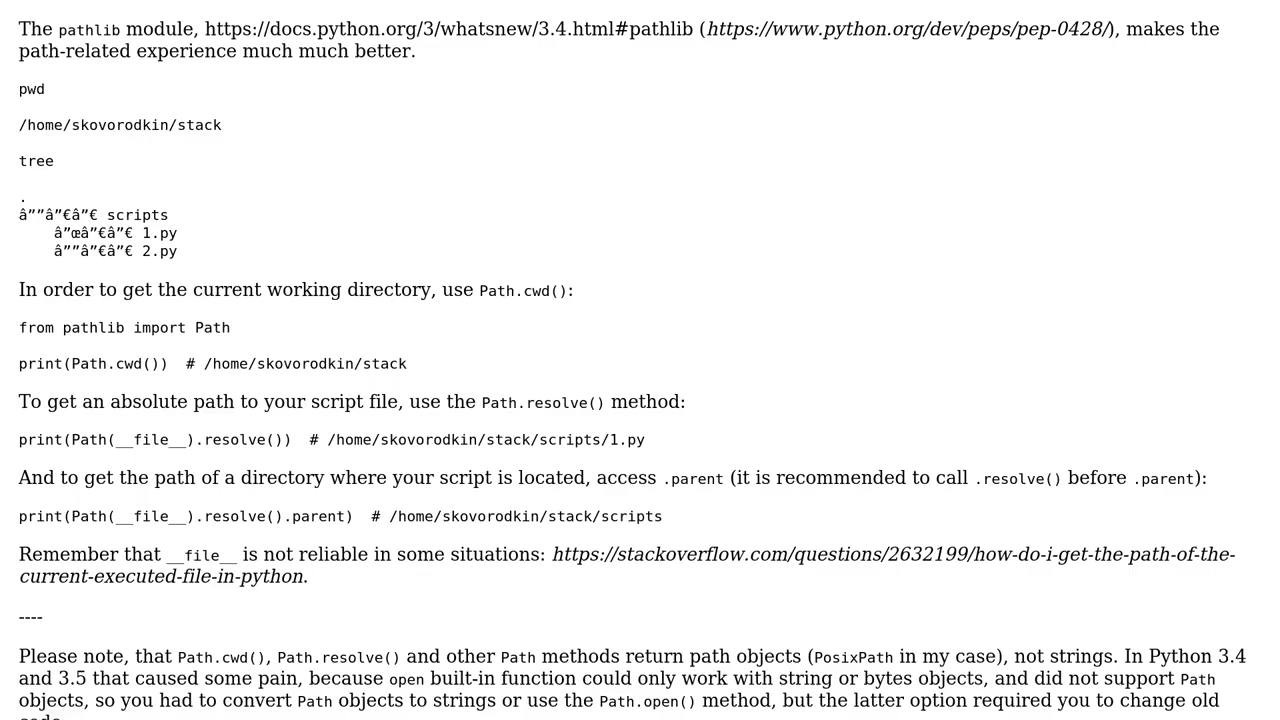 The pathlib module, https://docs.python.org/3/whatsnew/3.4.html#pathlib (https://www.python.org/dev/peps/pep-0428/), makes the
path-related experience much much better.
pwd
/home/skovorodkin/stack
tree
.
â””â”€â”€ scripts
    â”œâ”€â”€ 1.py
    â””â”€â”€ 2.py
In order to get the current working directory, use Path.cwd():
from pathlib import Path
print(Path.cwd())  # /home/skovorodkin/stack
To get an absolute path to your script file, use the Path.resolve() method:
print(Path(__file__).resolve())  # /home/skovorodkin/stack/scripts/1.py
And to get the path of a directory where your script is located, access .parent (it is recommended to call .resolve() before .parent):
print(Path(__file__).resolve().parent)  # /home/skovorodkin/stack/scripts
Remember that __file__ is not reliable in some situations: https://stackoverflow.com/questions/2632199/how-do-i-get-the-path-of-the-
current-executed-file-in-python.
----
Please note, that Path.cwd(), Path.resolve() and other Path methods return path objects (PosixPath in my case), not strings. In Python 3.4
and 3.5 that caused some pain, because open built-in function could only work with string or bytes objects, and did not support Path
objects, so you had to convert Path objects to strings or use the Path.open() method, but the latter option required you to change old